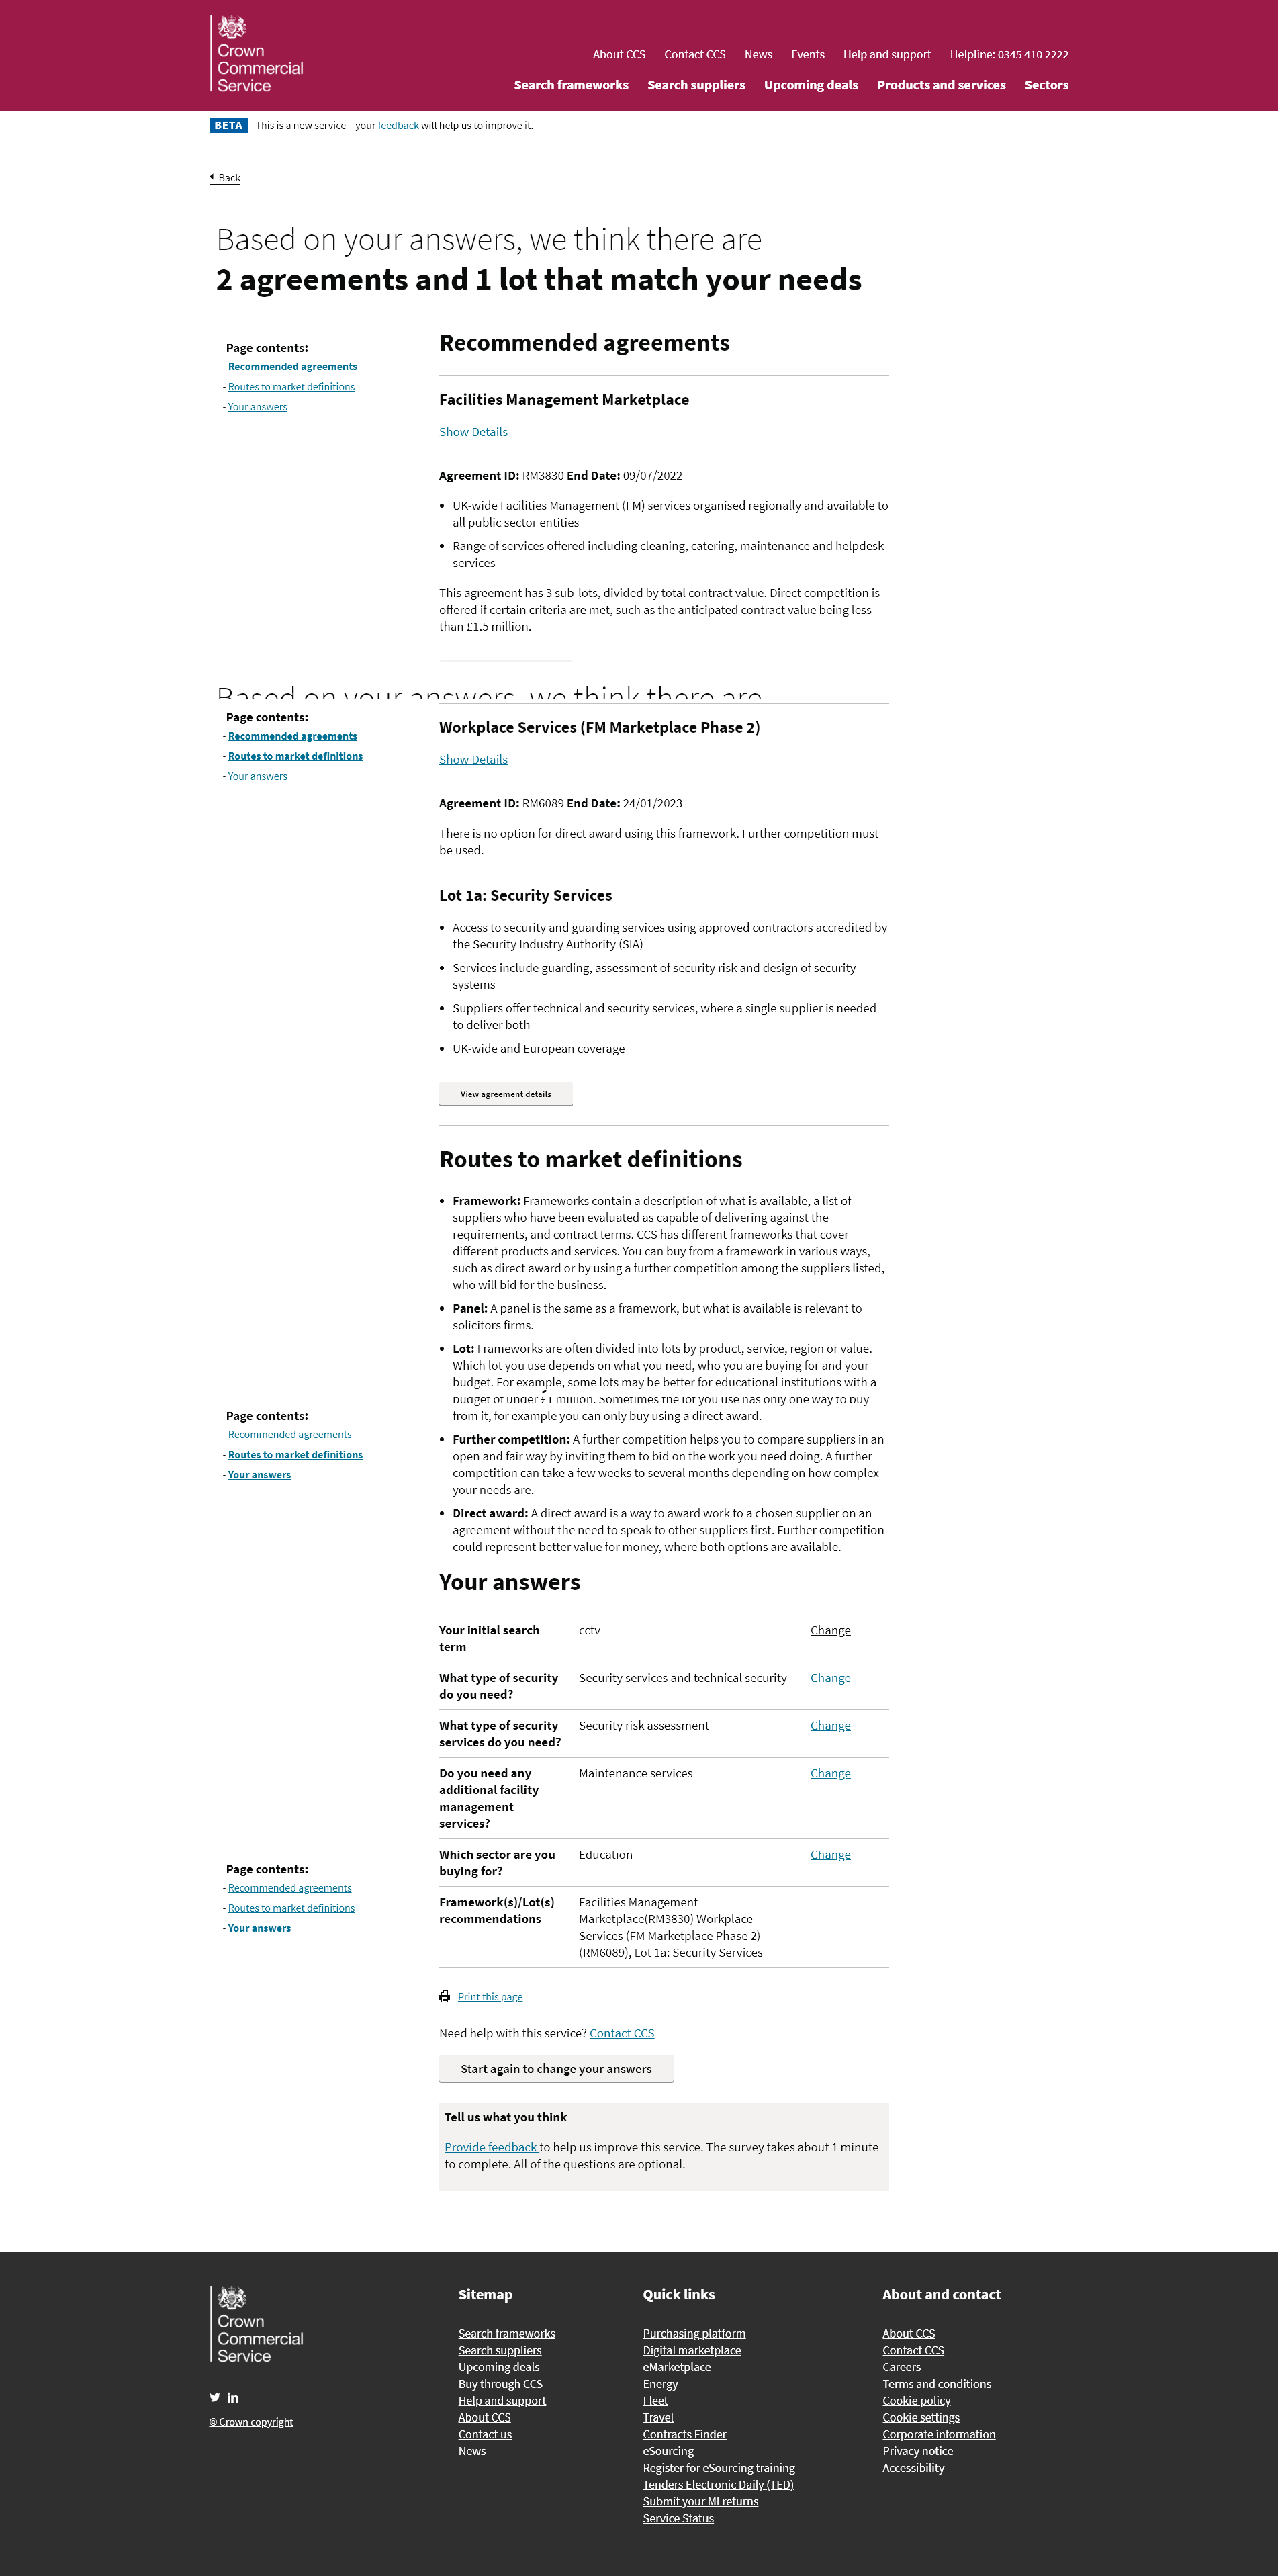 Crown
Commercial
Service
About CCS Contact CCS News Events Help and support Helpline: 0345 410 2222
Search frameworks Search suppliers Upcoming deals Products and services Sectors
BETA This is a new service – your feedback will help us to improve it.
Back
Based on your answers, we think there are
2 agreements and 1 lot that match your needs
Page contents:
- Recommended agreements
- Routes to market definitions
- Your answers
Recommended agreements
Facilities Management Marketplace
Show Details
Agreement ID: RM3830 End Date: 09/07/2022
• UK-wide Facilities Management (FM) services organised regionally and available to
all public sector entities
• Range of services offered including cleaning, catering, maintenance and helpdesk
services
This agreement has 3 sub-lots, divided by total contract value. Direct competition is
offered if certain criteria are met, such as the anticipated contract value being less
than £1.5 million.
Based on your answers, we think there are
Page contents:
- Recommended agreements
- Routes to market definitions
- Your answers
Workplace Services (FM Marketplace Phase 2)
Show Details
Agreement ID: RM6089 End Date: 24/01/2023
There is no option for direct award using this framework. Further competition must
be used.
Lot 1a: Security Services
• Access to security and guarding services using approved contractors accredited by
the Security Industry Authority (SIA)
• Services include guarding, assessment of security risk and design of security
systems
• Suppliers offer technical and security services, where a single supplier is needed
to deliver both
• UK-wide and European coverage
View agreement details
Routes to market definitions
• Framework: Frameworks contain a description of what is available, a list of
suppliers who have been evaluated as capable of delivering against the
requirements, and contract terms. CCS has different frameworks that cover
different products and services. You can buy from a framework in various ways,
such as direct award or by using a further competition among the suppliers listed,
who will bid for the business.
• Panel: A panel is the same as a framework, but what is available is relevant to
solicitors firms.
• Lot: Frameworks are often divided into lots by product, service, region or value.
Which lot you use depends on what you need, who you are buying for and your
budget. For example, some lots may be better for educational institutions with a
budget of under £1 million. Sometimes the lot you use has only one way to buy
from it, for example you can only buy using a direct award.
Page contents:
- Recommended agreements
- Routes to market definitions
- Your answers
• Further competition: A further competition helps you to compare suppliers in an
open and fair way by inviting them to bid on the work you need doing. A further
competition can take a few weeks to several months depending on how complex
your needs are.
• Direct award: A direct award is a way to award work to a chosen supplier on an
agreement without the need to speak to other suppliers first. Further competition
could represent better value for money, where both options are available.
Your answers
Your initial search
term
cctv
Change
What type of security
do you need?
Security services and technical security
Change
What type of security
services do you need?
Security risk assessment
Change
Do you need any
additional facility
management
services?
Maintenance services
Change
Which sector are you
buying for?
Education
Change
Framework(s)/Lot(s)
recommendations
Facilities Management
Marketplace(RM3830) Workplace
Services (FM Marketplace Phase 2)
(RM6089), Lot 1a: Security Services
Page contents:
- Recommended agreements
- Routes to market definitions
- Your answers
Print this page
Need help with this service? Contact CCS
Start again to change your answers
Tell us what you think
Provide feedback to help us improve this service. The survey takes about 1 minute
to complete. All of the questions are optional.
Crown
Commercial
Service
© Crown copyright
Sitemap
Search frameworks
Search suppliers
Upcoming deals
Buy through CCS
Help and support
About CCS
Contact us
News
Quick links
Purchasing platform
Digital marketplace
eMarketplace
Energy
Fleet
Travel
Contracts Finder
eSourcing
Register for eSourcing training
Tenders Electronic Daily (TED)
Submit your MI returns
Service Status
About and contact
About CCS
Contact CCS
Careers
Terms and conditions
Cookie policy
Cookie settings
Corporate information
Privacy notice
Accessibility